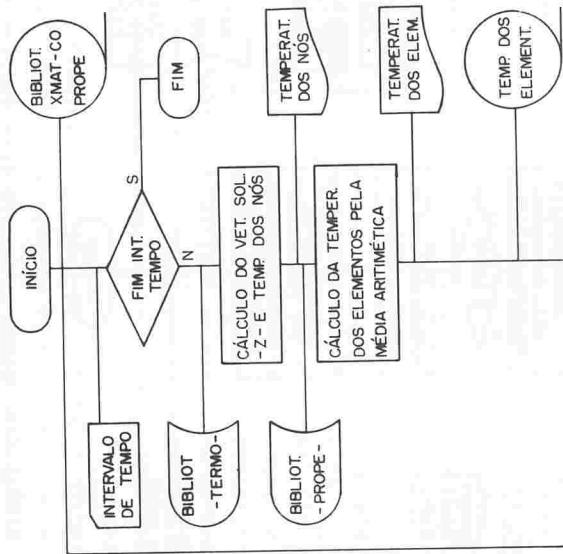 INÍCIO
BIBLIOT.
XMAT-CO
PROPE
INTERVALO
DE TEMPO
FIM INT.
TEMPO
S
FIM
N
BIBLIOT
-TERMO-
CÁLCULO DO VET. SOL.
-Z- E TEMP. DOS NÓS
TEMPERAT.
DOS NÓS
BIBLIOT.
-PROPE-
CÁLCULO DA TEMPER.
DOS ELEMENTOS PELA
MÉDIA ARITIMÉTICA
TEMPERAT.
DOS ELEM.
TEMP. DOS
ELEMENT.